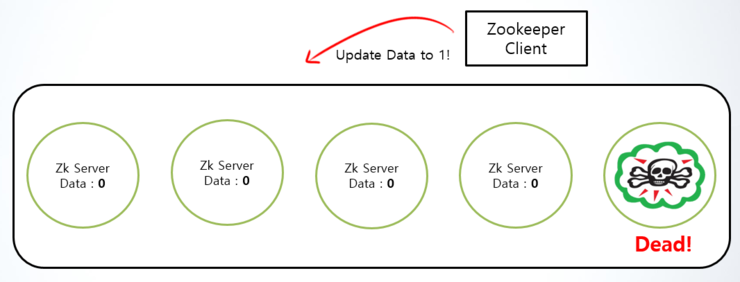 Zookeeper
Client
Update Data to 1!
Zk Server
Data : 0
Zk Server
Data : 0
Zk Server
Data : 0
Zk Server
Data : 0
Dead!